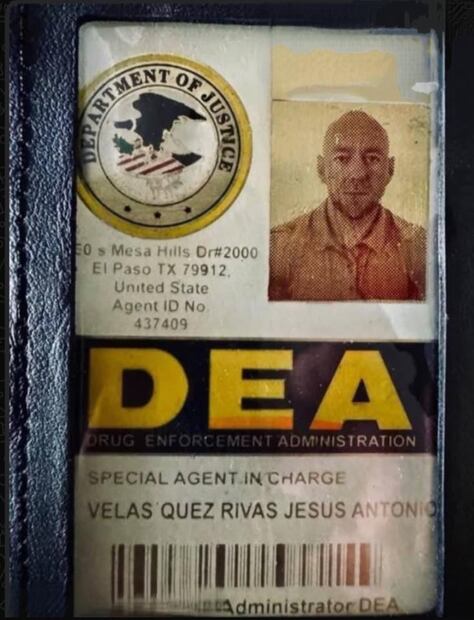 DEPARTMENT OF JUSTICE
60 s Mesa Hills Dr#2000
El Paso TX 79912,
United State
Agent ID No
437409
DEA
DRUG ENFORCEMENT ADMINISTRATION
SPECIAL AGENT IN CHARGE
VELAS'QUEZ RIVAS JESUS ANTONIO
Administrator DEA